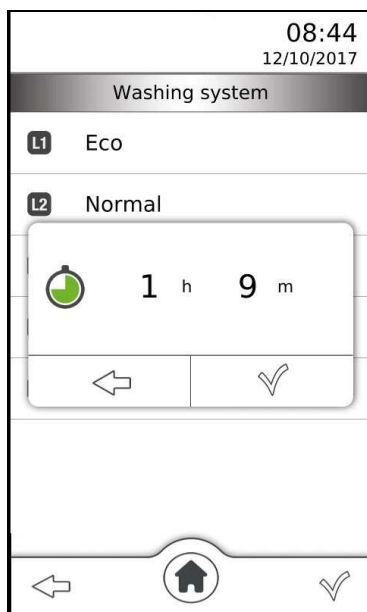 08:44
12/10/2017
Washing system
L1 Eco
L2 Normal
1 h 9 m